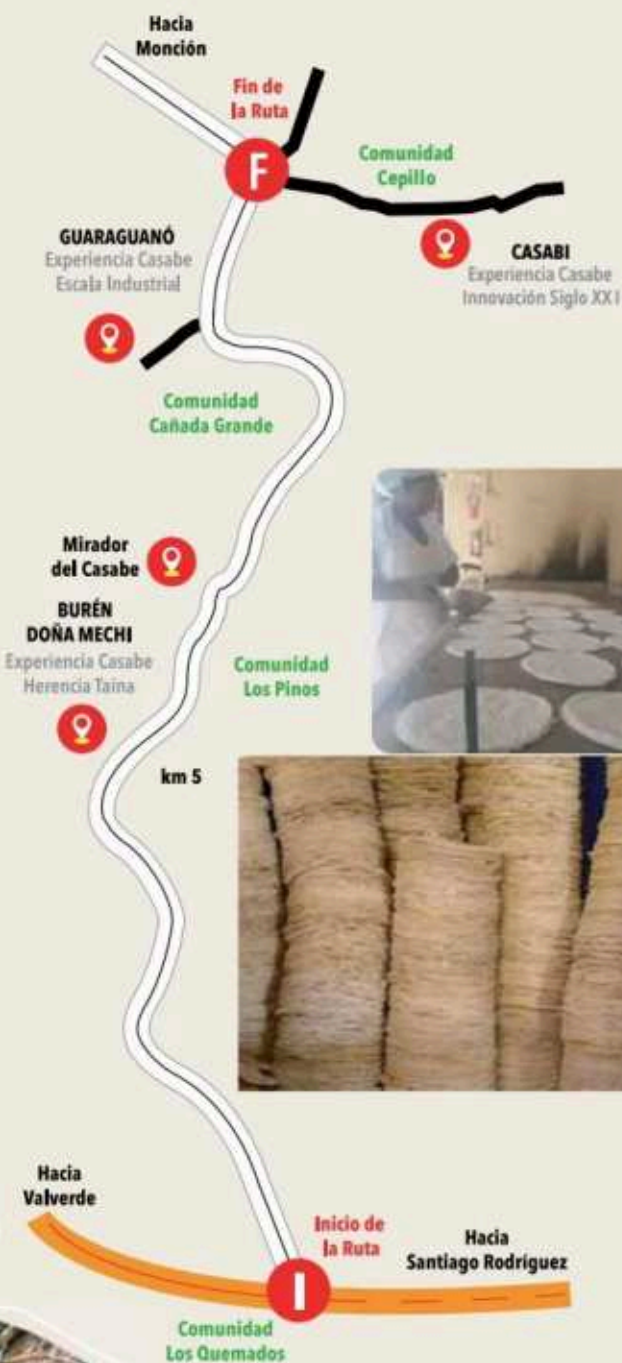 Hacia
Monción
Fin de
la Ruta
F
Comunidad
Cepillo
GUARAGUANÓ
Experiencia Casabe
Escala Industrial
CASABI
Experiencia Casabe
Innovación Siglo XXI
Comunidad
Cañada Grande
Mirador
del Casabe
BURÉN
DOÑA MECHI
Experiencia Casabe
Herencia Taína
Comunidad
Los Pinos
km 5
Hacia
Valverde
Inicio de
la Ruta
Hacia
Santiago Rodríguez
I
Comunidad
Los Quemados